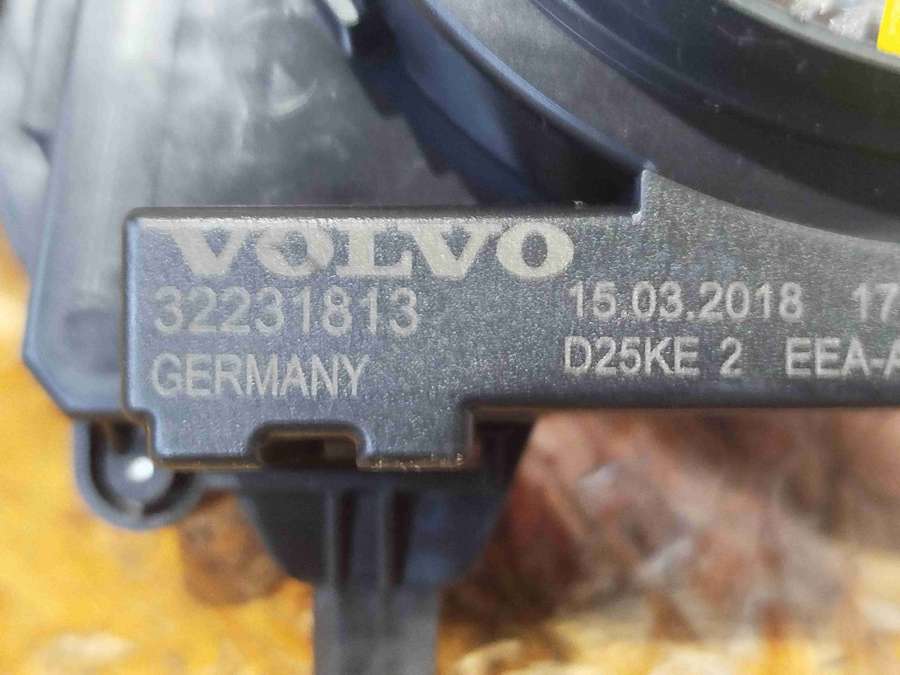 VOLVO
32231813
GERMANY
15.03.2018 17
D25KE 2 EEA-A